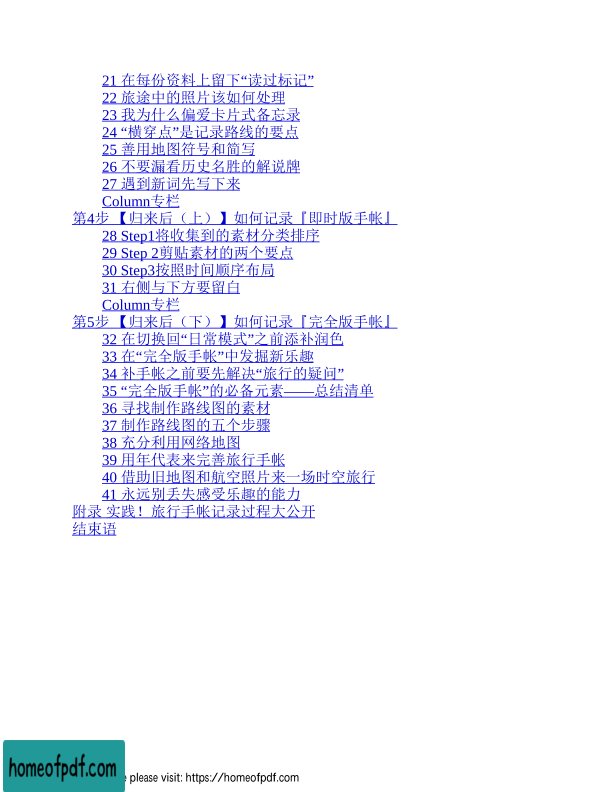 21 在每份资料上留下“读过标记”
22 旅途中的照片该如何处理
23 我为什么偏爱卡片式备忘录
24 “横穿点”是记录路线的要点
25 善用地图符号和简写
26 不要漏看历史名胜的解说牌
27 遇到新词先写下来
Column专栏
第4步 【归来后（上）】如何记录『即时版手帐』
28 Step1将收集到的素材分类排序
29 Step 2剪贴素材的两个要点
30 Step3按照时间顺序布局
31 右侧与下方要留白
Column专栏
第5步 【归来后（下）】如何记录『完全版手帐』
32 在切换回“日常模式”之前添补润色
33 在“完全版手帐”中发掘新乐趣
34 补手帐之前要先解决“旅行的疑问”
35 “完全版手帐”的必备元素——总结清单
36 寻找制作路线图的素材
37 制作路线图的五个步骤
38 充分利用网络地图
39 用年代表来完善旅行手帐
40 借助旧地图和航空照片来一场时空旅行
41 永远别丢失感受乐趣的能力
附录 实践！旅行手帐记录过程大公开
结束语
homeofpdf.com
e please visit: https://homeofpdf.com